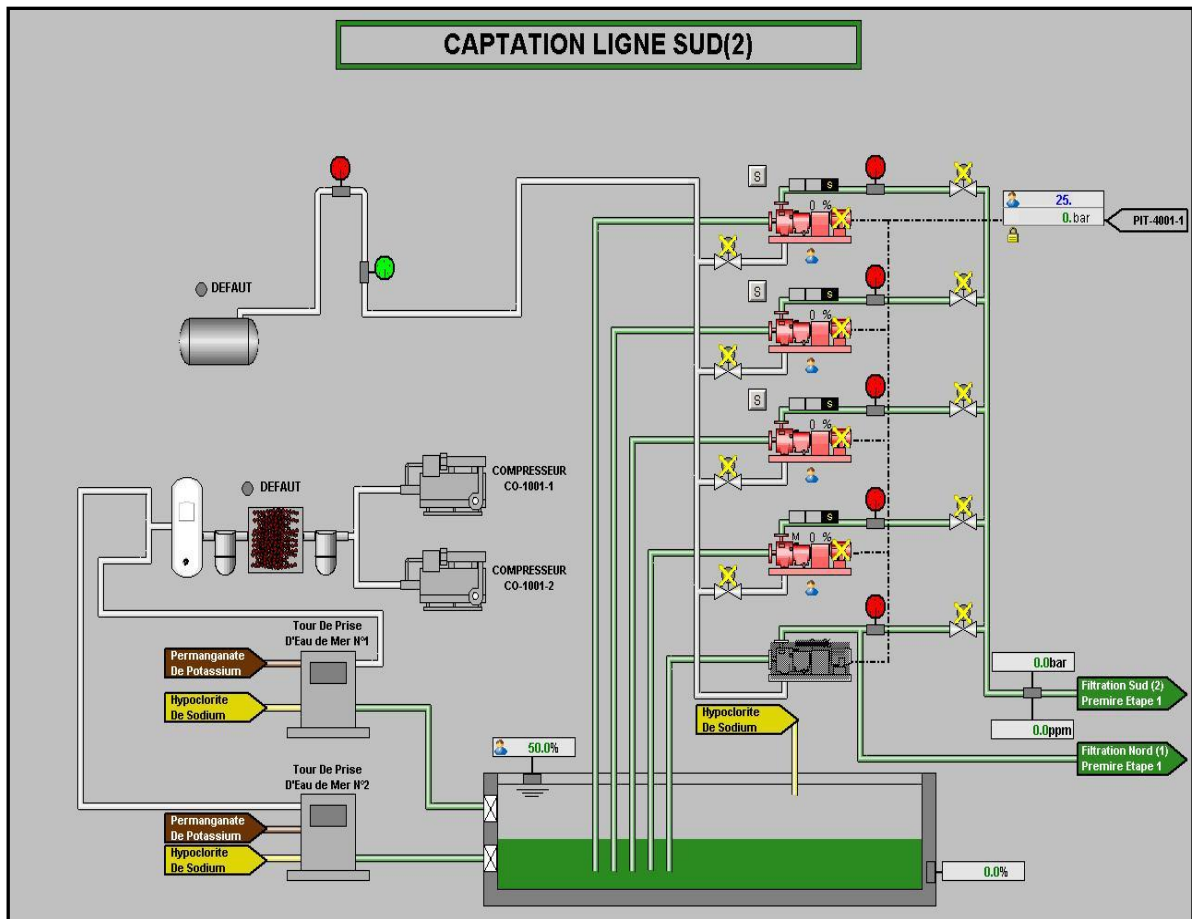 CAPTATION LIGNE SUD(2)
S
S
0 %
25.
0. bar
PIT-4001-1
DEFAUT
S
S
0 %
S
S
0 %
COMPRESSEUR
CO-1001-1
DEFAUT
S
M 0 %
COMPRESSEUR
CO-1001-2
Tour De Prise
D'Eau de Mer Nº1
Permanganate
De Potassium
Hypoclorite
De Sodium
0.0bar
Filtration Sud (2)
Premire Etape 1
0.0ppm
Hypoclorite
De Sodium
Filtration Nord (1)
Premire Etape 1
50.0%
Tour De Prise
D'Eau de Mer Nº2
Permanganate
De Potassium
Hypoclorite
De Sodium
0.0%